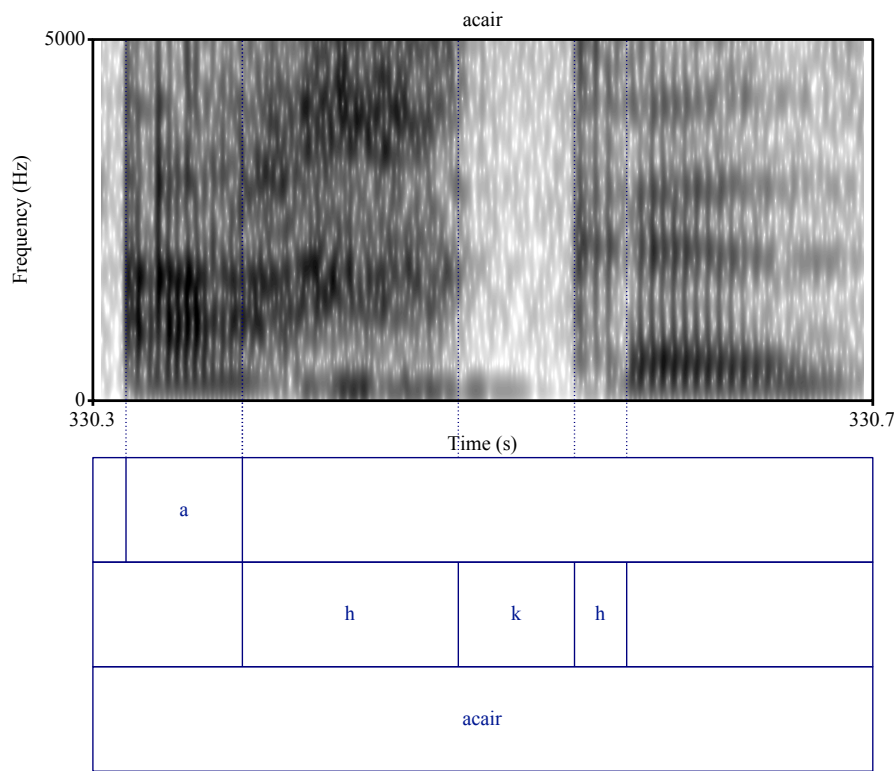 acair
5000
Frequency (Hz)
0
330.3 330.7
Time (s)
a
h k h
acair